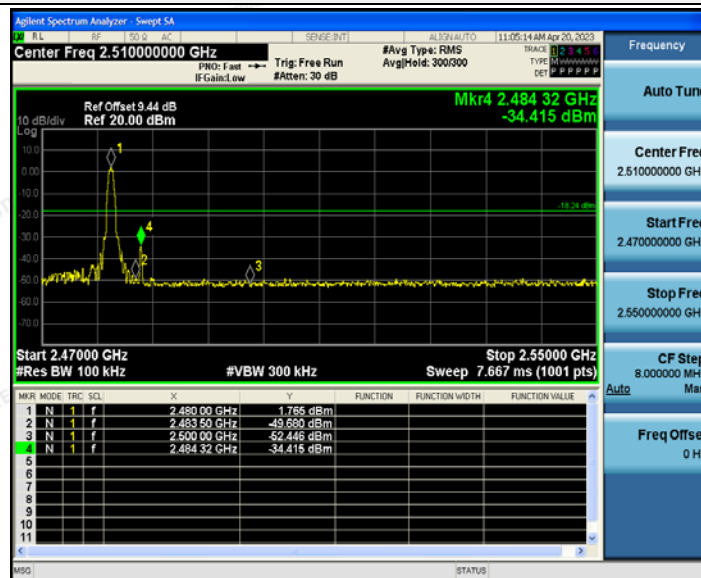 Agilent Spectrum Analyzer - Swept SA
RL RF 50 Ω AC SENSE:INT ALIGN AUTO 11:05:14 AM Apr 20, 2023
Center Freq 2.510000000 GHz
PNO: Fast
IFGain:Low
Trig: Free Run
#Atten: 30 dB
#Avg Type: RMS
Avg|Hold: 300/300
TRACE 1 2 3 4 5 6
TYPE M
DET P P P P P P
Ref Offset 9.44 dB
Ref 20.00 dBm
10 dB/div
Log
Mkr4 2.484 32 GHz
-34.415 dBm
10.0
0.00
-10.0
-20.0
-30.0
-40.0
-50.0
-60.0
-70.0
1
2
3
4
-18.24 dBm
Start 2.47000 GHz
Stop 2.55000 GHz
#Res BW 100 kHz
#VBW 300 kHz
Sweep 7.667 ms (1001 pts)
MKR MODE TRC SCL X Y FUNCTION FUNCTION WIDTH FUNCTION VALUE
1 N 1 f 2.480 00 GHz 1.765 dBm
2 N 1 f 2.483 50 GHz -49.680 dBm
3 N 1 f 2.500 00 GHz -52.446 dBm
4 N 1 f 2.484 32 GHz -34.415 dBm
5
6
7
8
9
10
11
MSG
STATUS
Frequency
Auto Tun
Center Fre
2.510000000 GH
Start Fre
2.470000000 GH
Stop Fre
2.550000000 GH
CF Step
8.000000 MH
Auto Ma
Freq Offse
0 H